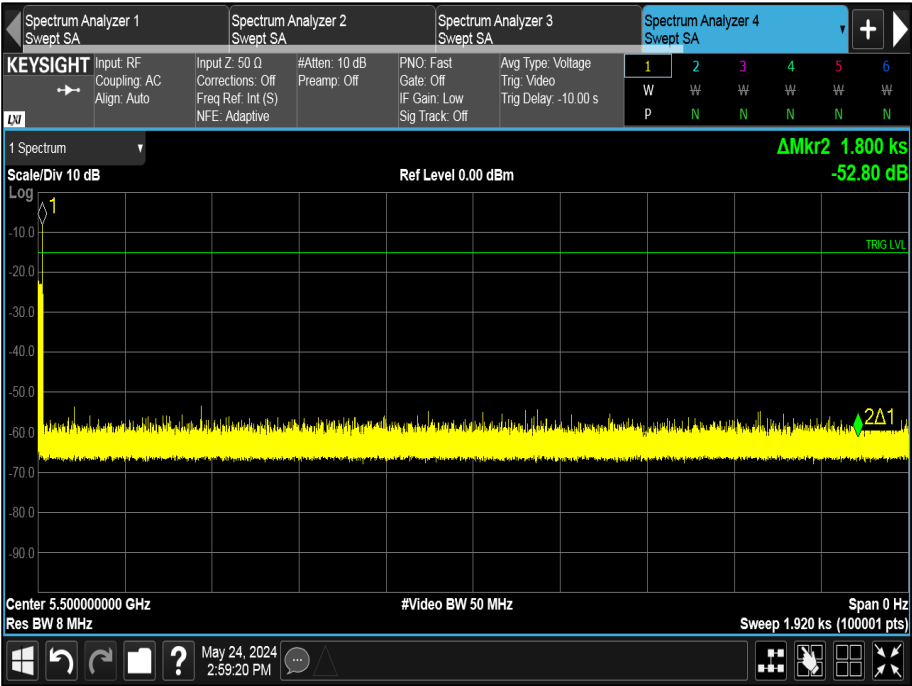 Spectrum Analyzer 1
Swept SA
Spectrum Analyzer 2
Swept SA
Spectrum Analyzer 3
Swept SA
Spectrum Analyzer 4
Swept SA
KEYSIGHT
LXI
Input: RF
Coupling: AC
Align: Auto
Input Z: 50 Ω
Corrections: Off
Freq Ref: Int (S)
NFE: Adaptive
#Atten: 10 dB
Preamp: Off
PNO: Fast
Gate: Off
IF Gain: Low
Sig Track: Off
Avg Type: Voltage
Trig: Video
Trig Delay: -10.00 s
1 2 3 4 5 6
W W W W W W
P N N N N N
1 Spectrum
ΔMkr2 1.800 ks
-52.80 dB
Scale/Div 10 dB
Ref Level 0.00 dBm
Log
1
-10.0
TRIG LVL
-20.0
-30.0
-40.0
-50.0
2Δ1
-60.0
-70.0
-80.0
-90.0
Center 5.500000000 GHz
#Video BW 50 MHz
Span 0 Hz
Res BW 8 MHz
Sweep 1.920 ks (100001 pts)
?
May 24, 2024
2:59:20 PM